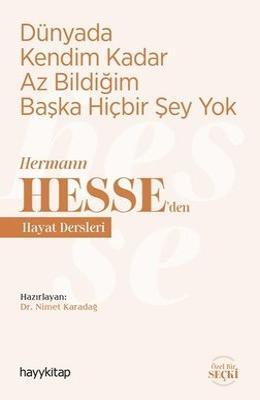 Dünyada
Kendim Kadar
Az Bildiğim
Başka Hiçbir Şey Yok
Hermann
HESSE'den
Hayat Dersleri
hesse
Hazırlayan:
Dr. Nimet Karadağ
hayykitap
Özel Bir
SEÇKİ